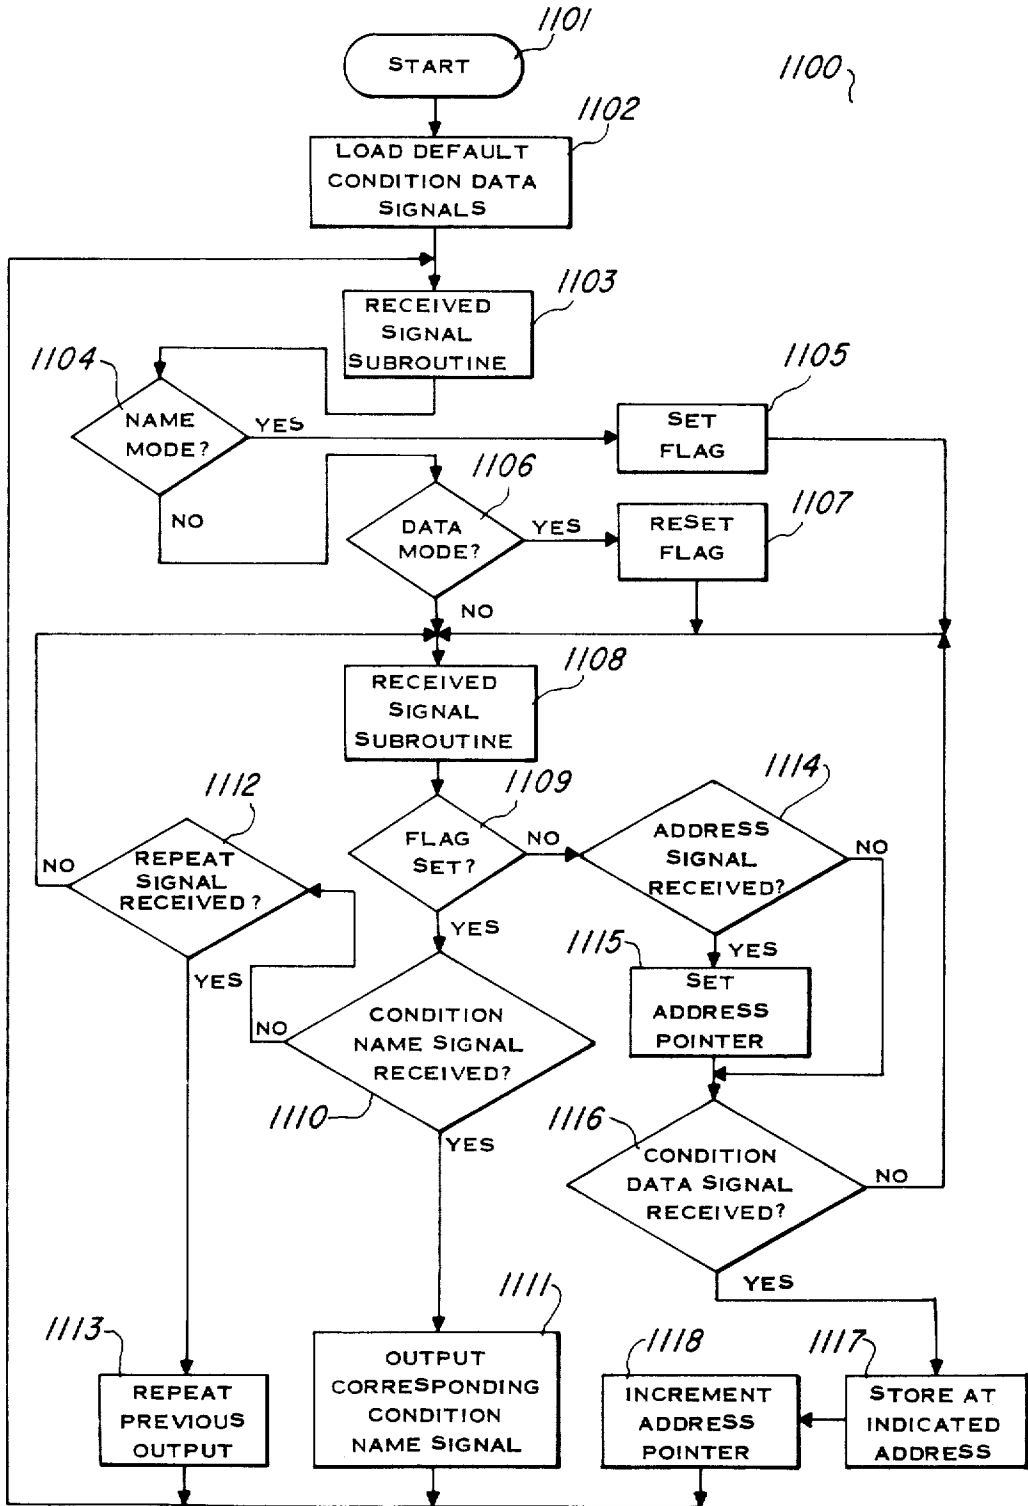 1101
START
1100
1102
LOAD DEFAULT
CONDITION DATA
SIGNALS
1103
RECEIVED
SIGNAL
SUBROUTINE
1104
NAME
MODE?
YES
1105
SET
FLAG
NO
1106
DATA
MODE?
YES
1107
RESET
FLAG
NO
1108
RECEIVED
SIGNAL
SUBROUTINE
1112
REPEAT
SIGNAL
RECEIVED?
NO
YES
1109
FLAG
SET?
NO
YES
1114
ADDRESS
SIGNAL
RECEIVED?
NO
YES
1115
SET
ADDRESS
POINTER
CONDITION
NAME SIGNAL
RECEIVED?
NO
1110
YES
1116
CONDITION
DATA SIGNAL
RECEIVED?
NO
YES
1113
REPEAT
PREVIOUS
OUTPUT
1111
OUTPUT
CORRESPONDING
CONDITION
NAME SIGNAL
1118
INCREMENT
ADDRESS
POINTER
1117
STORE AT
INDICATED
ADDRESS